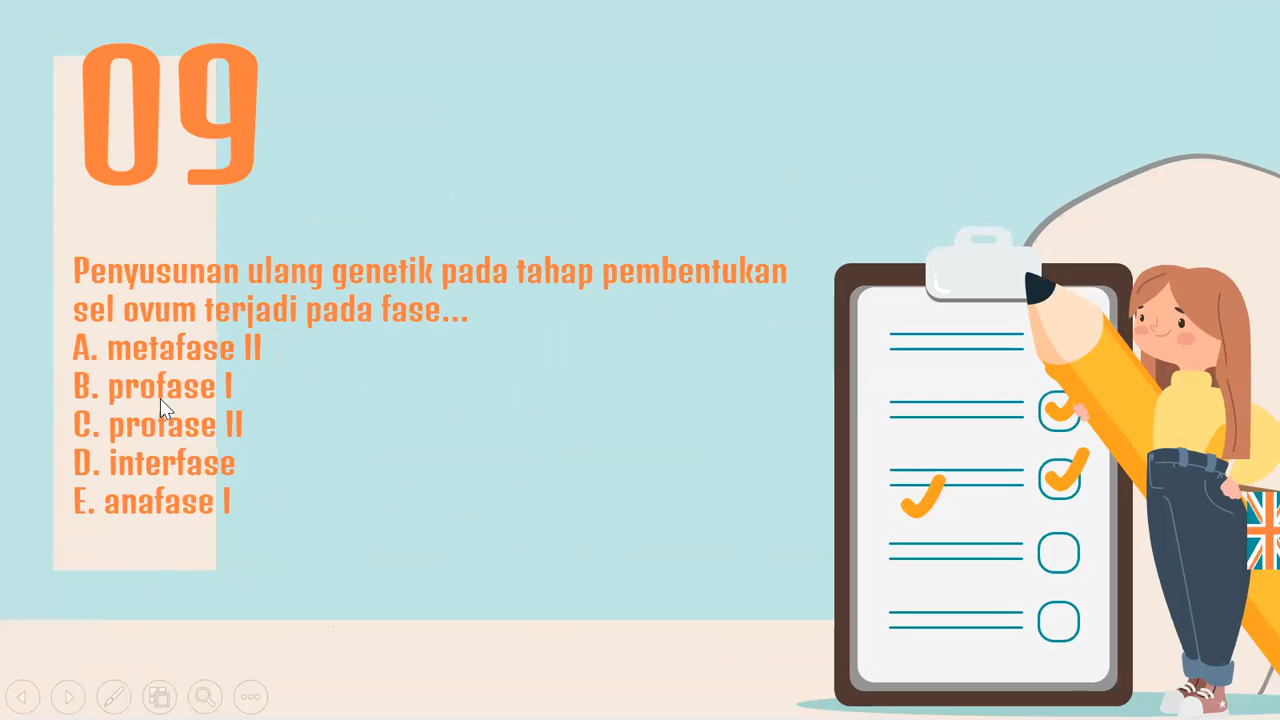 09
Penyusunan ulang genetik pada tahap pembentukan
sel ovum terjadi pada fase...
A. metafase II
B. profase I
C. profase II
D. interfase
E. anafase I